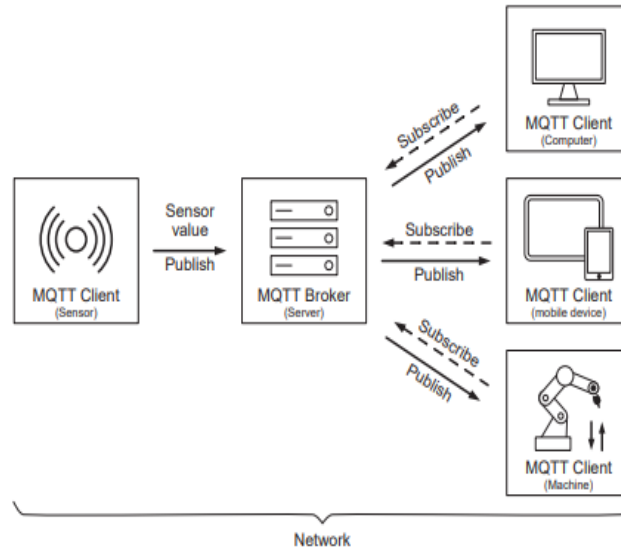 Sensor
value
Publish
MQTT Client
(Sensor)
MQTT Broker
(Server)
Subscribe
Publish
MQTT Client
(Computer)
Subscribe
Publish
MQTT Client
(mobile device)
Subscribe
Publish
MQTT Client
(Machine)
Network